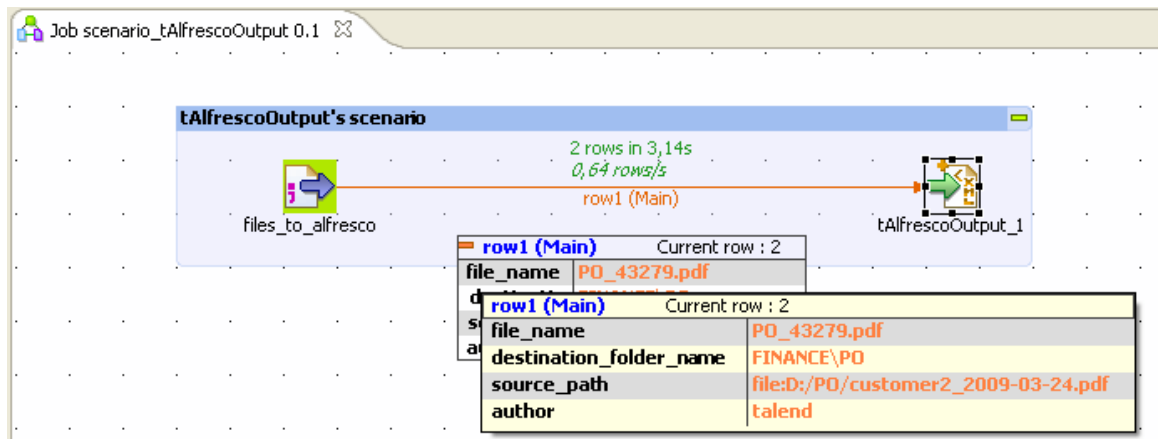 Job scenario_tAlfrescoOutput 0.1
tAlfrescoOutput's scenario
2 rows in 3,14s
0,64 rows/s
row1 (Main)
files_to_alfresco
tAlfrescoOutput_1
row1 (Main) Current row : 2
file_name PO_43279.pdf
row1 (Main) Current row : 2
file_name PO_43279.pdf
destination_folder_name FINANCE\PO
source_path file:D:/PO/customer2_2009-03-24.pdf
author talend